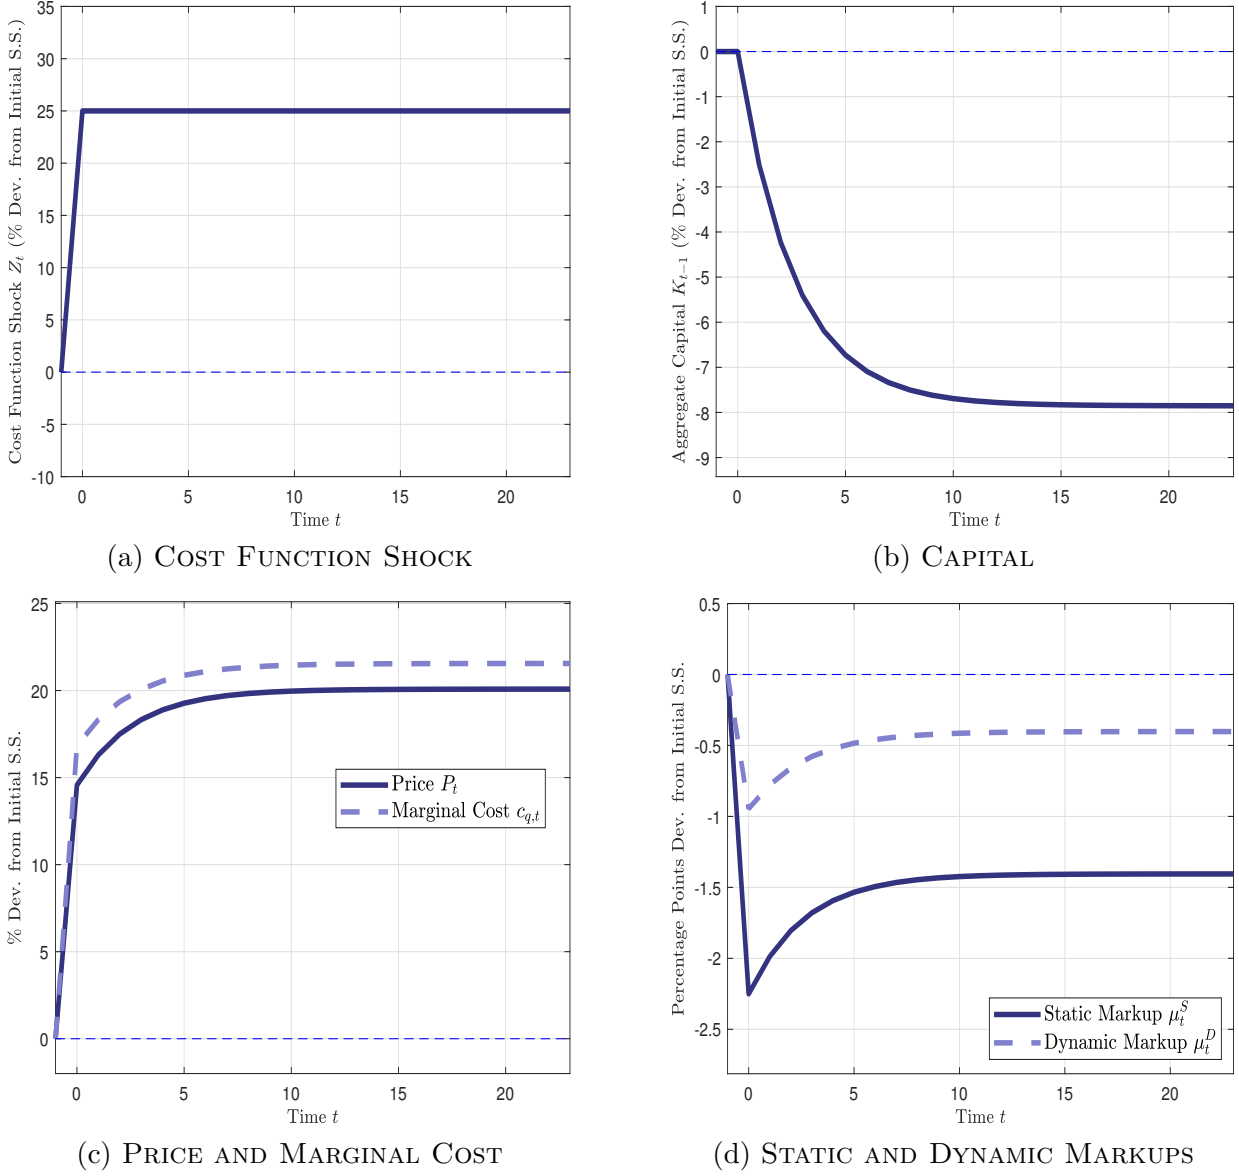 Cost Function Shock Z_t (% Dev. from Initial S.S.)
35
30
25
20
15
10
5
0
-5
-10
0 5 10 15 20
Time t
(a) Cost Function Shock
Aggregate Capital K_{t-1} (% Dev. from Initial S.S.)
1
0
-1
-2
-3
-4
-5
-6
-7
-8
-9
0 5 10 15 20
Time t
(b) Capital
% Dev. from Initial S.S.
25
20
15
10
5
0
Price P_t
Marginal Cost c_{q,t}
0 5 10 15 20
Time t
(c) Price and Marginal Cost
Percentage Points Dev. from Initial S.S.
0.5
0
-0.5
-1
-1.5
-2
-2.5
Static Markup μ_t^S
Dynamic Markup μ_t^D
0 5 10 15 20
Time t
(d) Static and Dynamic Markups